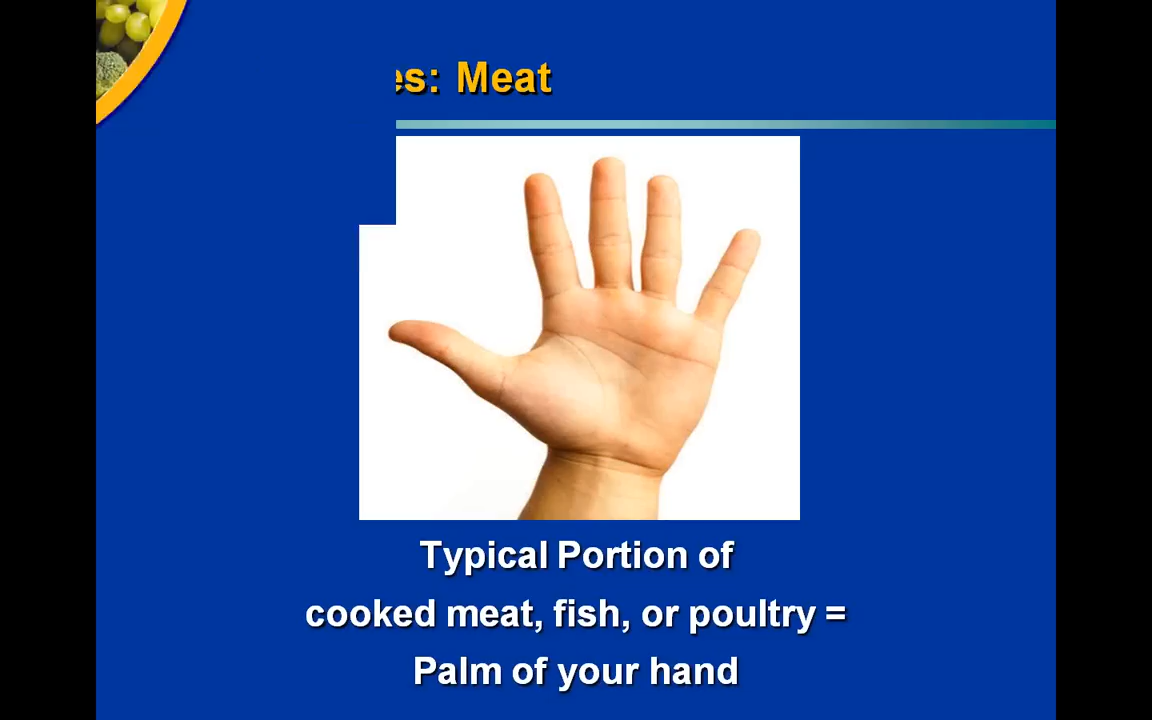 es: Meat
Typical Portion of
cooked meat, fish, or poultry =
Palm of your hand